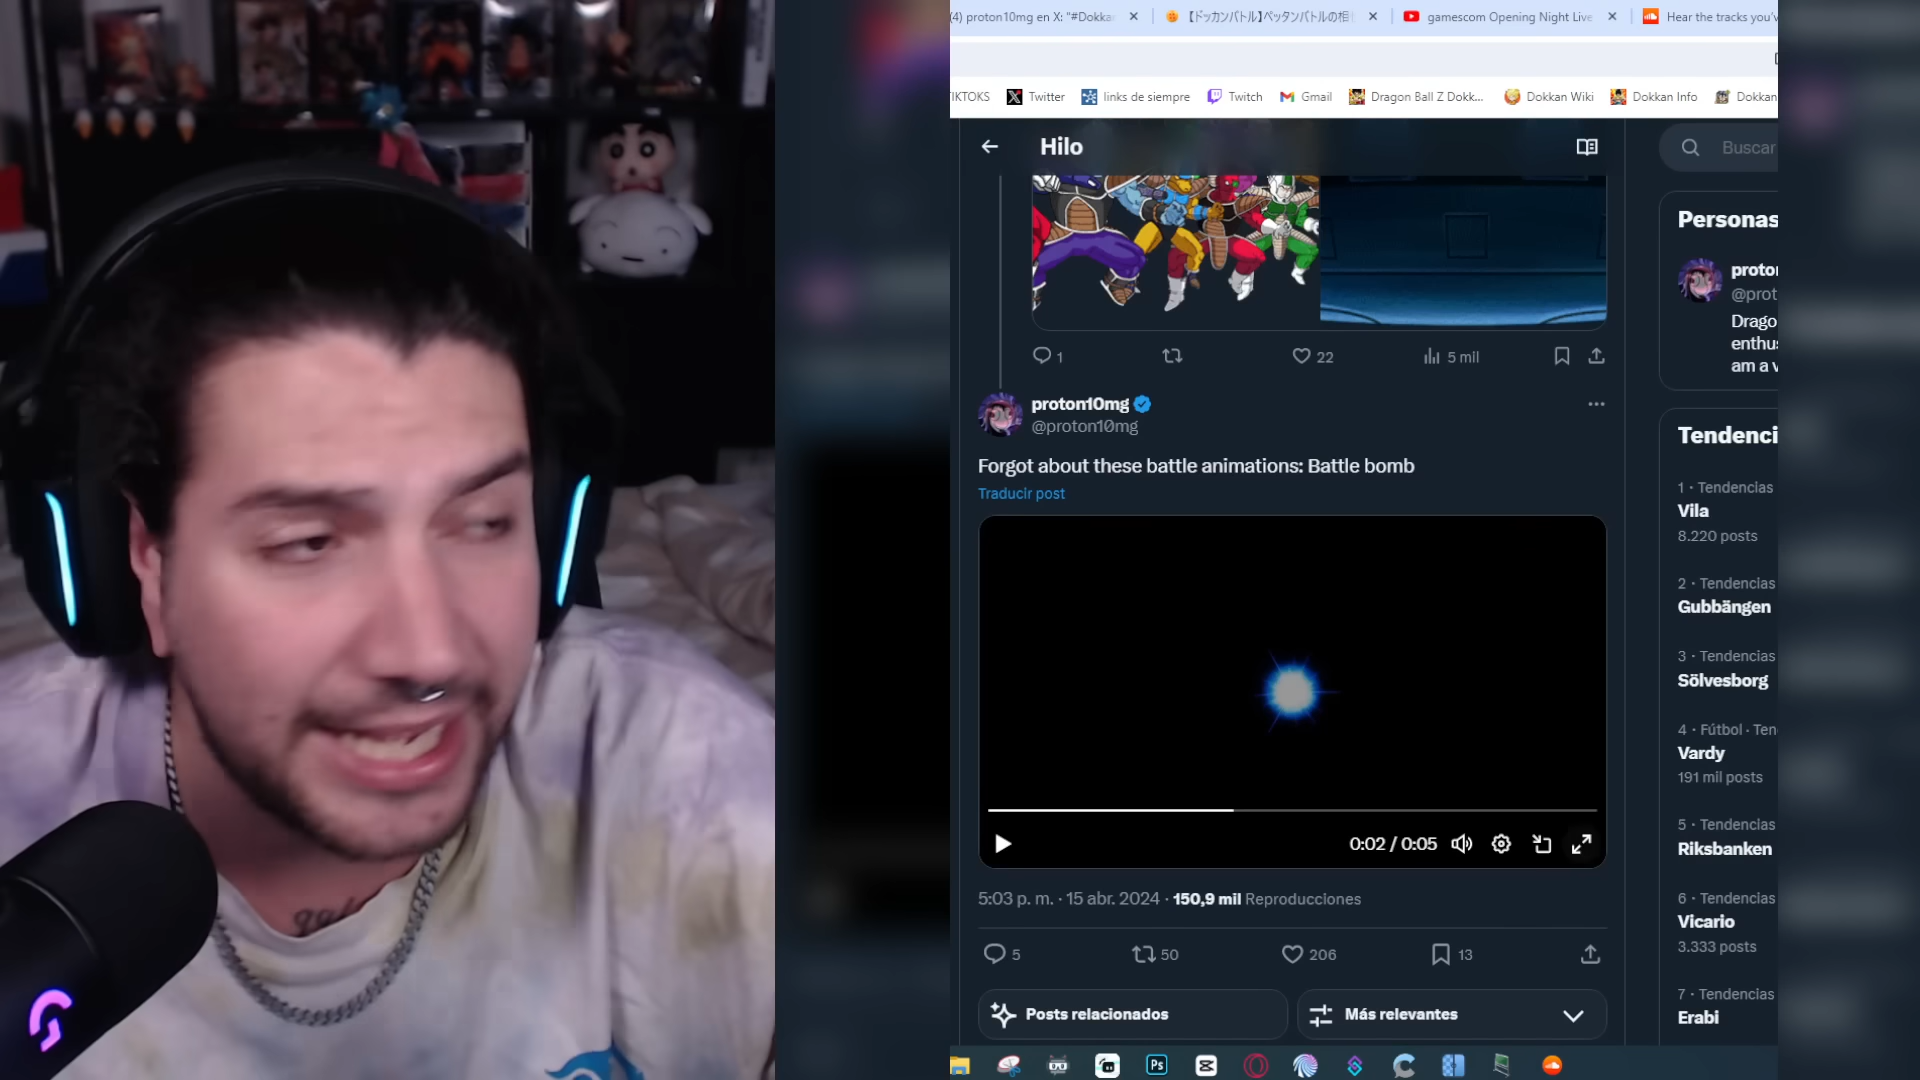 (4) proton10mg en X: "#Dokka
【ドッカンバトル】ペッタンバトルの相
gamescom Opening Night Live
Hear the tracks you'v
TIKTOKS
Twitter
links de siempre
Twitch
Gmail
Dragon Ball Z Dokk...
Dokkan Wiki
Dokkan Info
Dokkan
Hilo
Buscar
1
22
5 mil
proton10mg
@proton10mg
Forgot about these battle animations: Battle bomb
Traducir post
0:02 / 0:05
5:03 p. m. · 15 abr. 2024 · 150,9 mil Reproducciones
5
50
206
13
Posts relacionados
Más relevantes
Personas
proton
@prot
Drago
enthus
am a v
Tendenci
1 · Tendencias
Vila
8.220 posts
2 · Tendencias
Gubbängen
3 · Tendencias
Sölvesborg
4 · Fútbol · Ten
Vardy
191 mil posts
5 · Tendencias
Riksbanken
6 · Tendencias
Vicario
3.333 posts
7 · Tendencias
Erabi
Ps